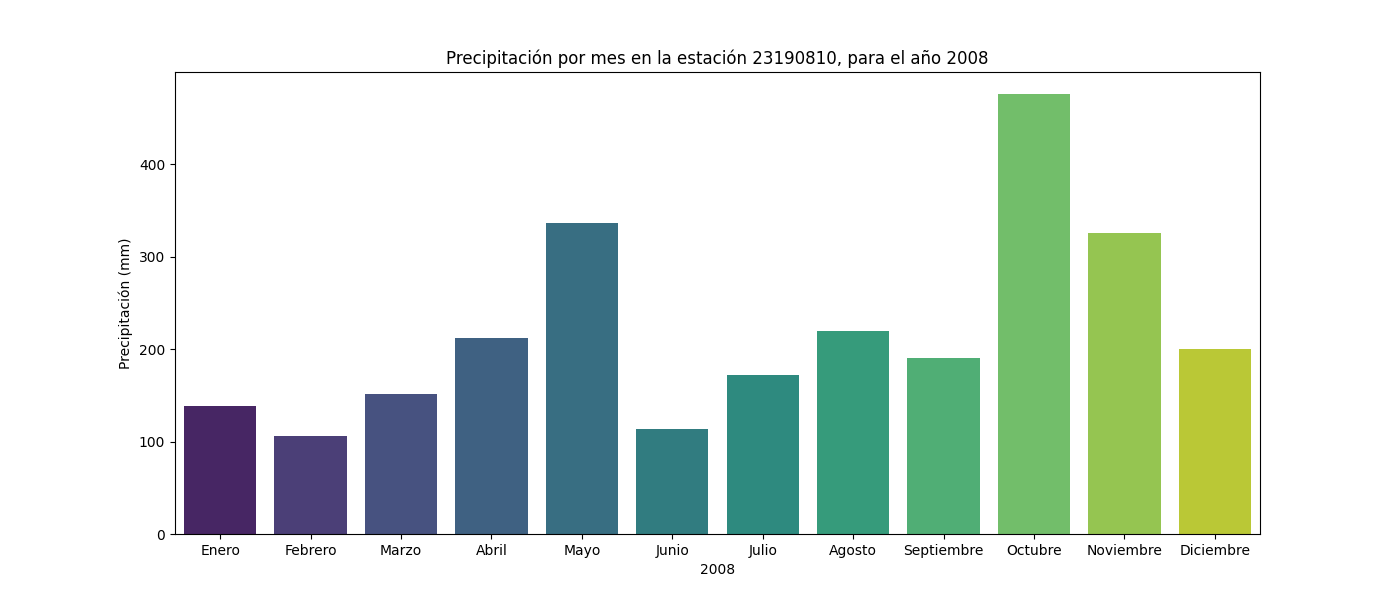 Precipitación por mes en la estación 23190810, para el año 2008
Precipitación (mm)
400
300
200
100
0
Enero Febrero Marzo Abril Mayo Junio Julio Agosto Septiembre Octubre Noviembre Diciembre
2008